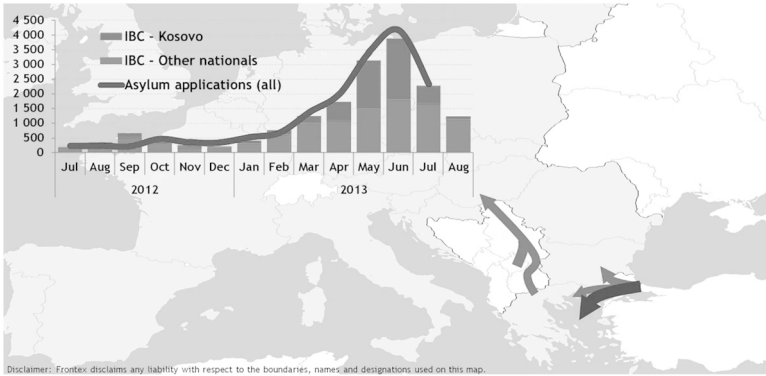 4 500
4 000
3 500
3 000
2 500
2 000
1 500
1 000
500
0
IBC - Kosovo
IBC - Other nationals
Asylum applications (all)
Jul Aug Sep Oct Nov Dec Jan Feb Mar Apr May Jun Jul Aug
2012 2013
Disclaimer: Frontex disclaims any liability with respect to the boundaries, names and designations used on this map.